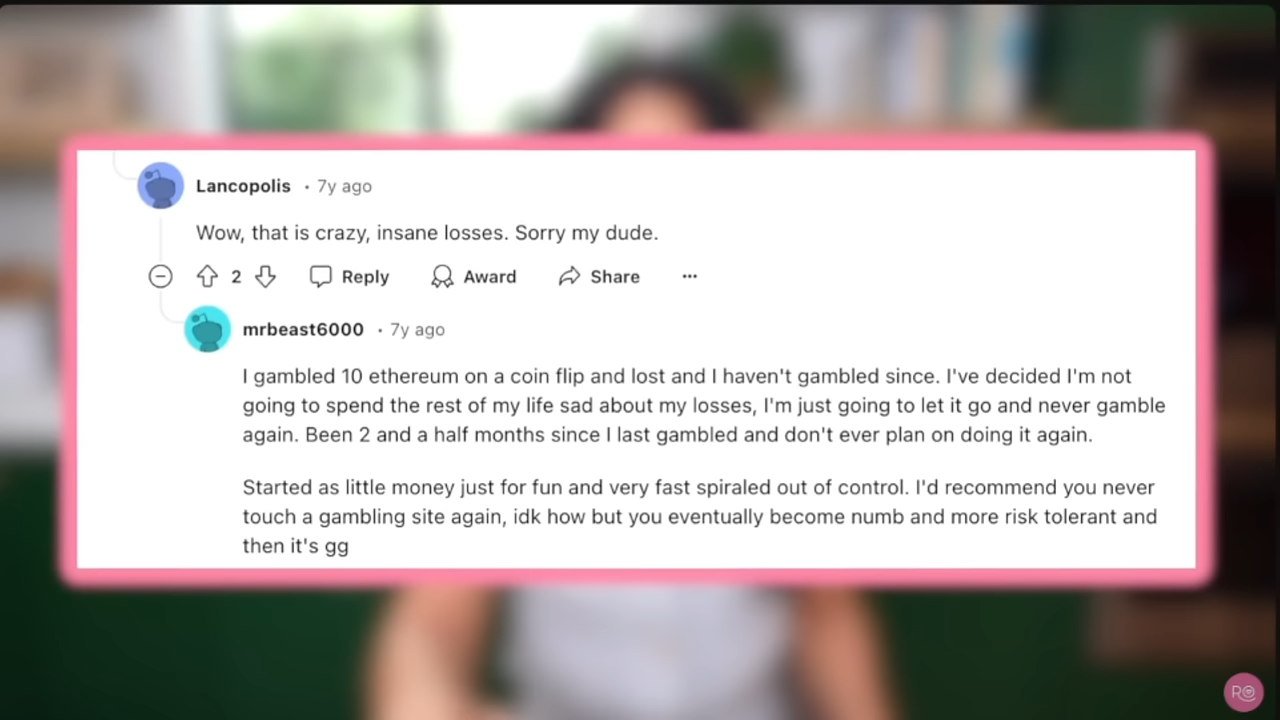 Lancopolis · 7y ago
Wow, that is crazy, insane losses. Sorry my dude.
2 Reply Award Share ...
mrbeast6000 · 7y ago
I gambled 10 ethereum on a coin flip and lost and I haven't gambled since. I've decided I'm not
going to spend the rest of my life sad about my losses, I'm just going to let it go and never gamble
again. Been 2 and a half months since I last gambled and don't ever plan on doing it again.
Started as little money just for fun and very fast spiraled out of control. I'd recommend you never
touch a gambling site again, idk how but you eventually become numb and more risk tolerant and
then it's gg